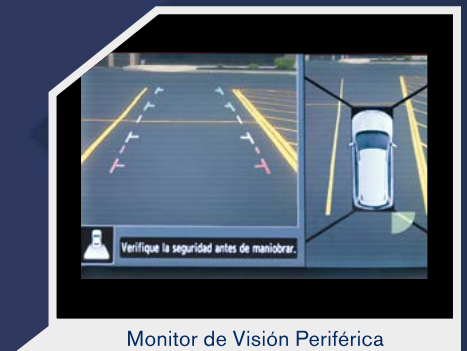 Verifique la seguridad antes de maniobrar.
Monitor de Visión Periférica